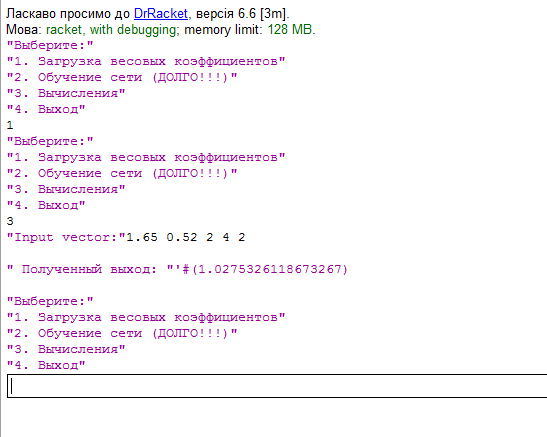 Ласкаво просимо до DrRacket, версія 6.6 [3m].
Мова: racket, with debugging; memory limit: 128 MB.
"Выберите:"
"1. Загрузка весовых коэффициентов"
"2. Обучение сети (ДОЛГО!!!)"
"3. Вычисления"
"4. Выход"
1
"Выберите:"
"1. Загрузка весовых коэффициентов"
"2. Обучение сети (ДОЛГО!!!)"
"3. Вычисления"
"4. Выход"
3
"Input vector:"1.65 0.52 2 4 2
" Полученный выход: "'#(1.0275326118673267)
"Выберите:"
"1. Загрузка весовых коэффициентов"
"2. Обучение сети (ДОЛГО!!!)"
"3. Вычисления"
"4. Выход"